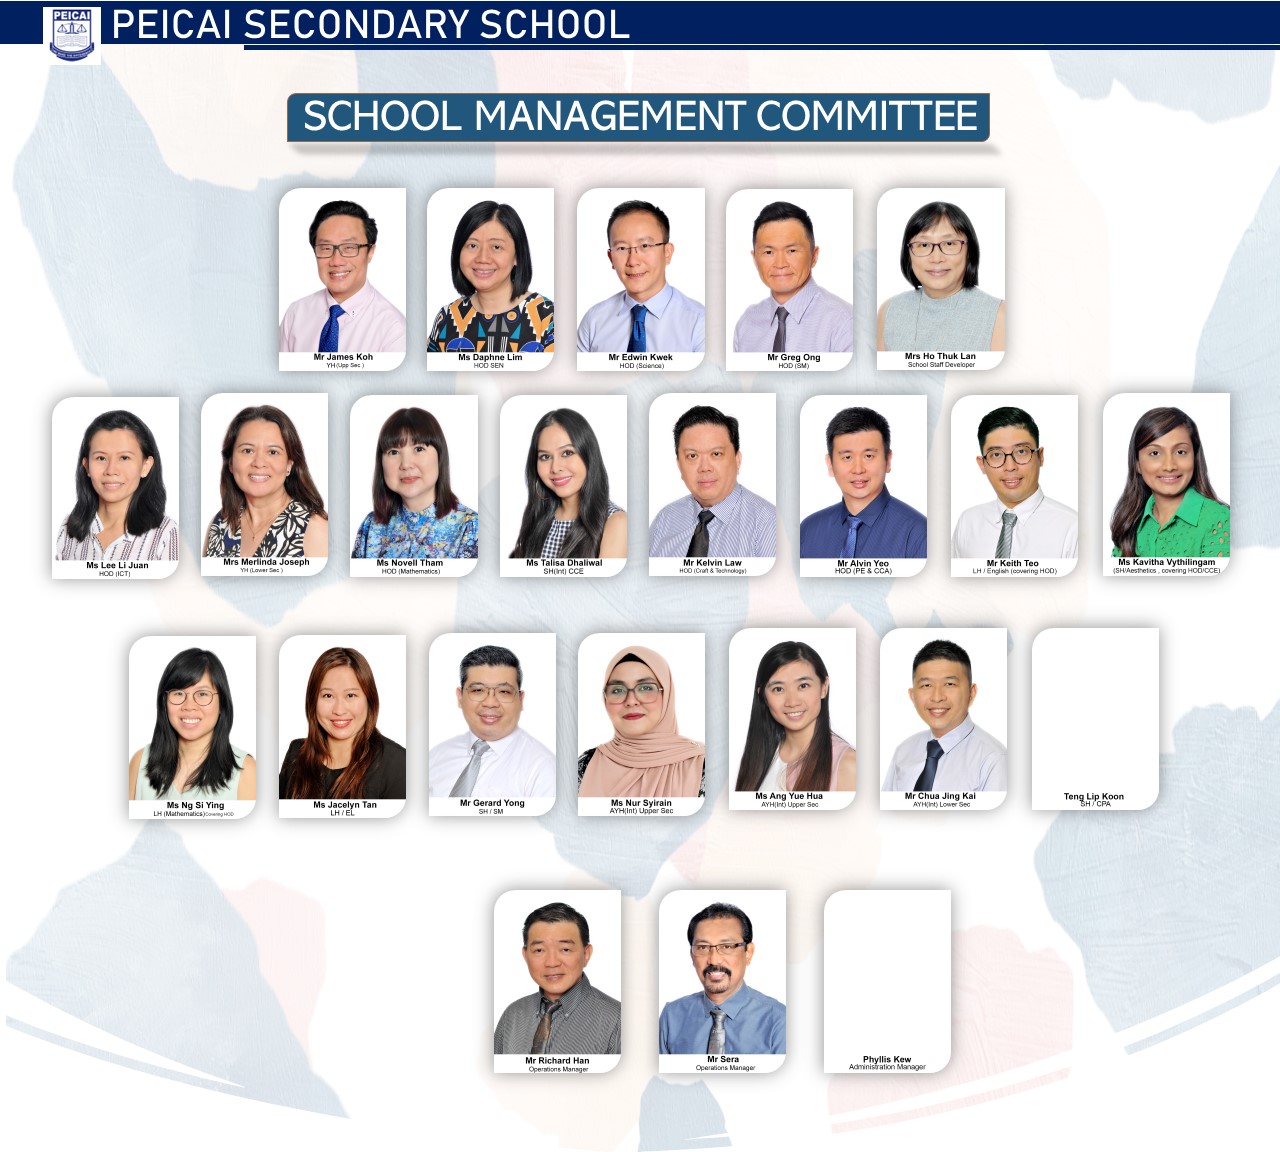 PEICAI
PEICAI SECONDARY SCHOOL
SCHOOL MANAGEMENT COMMITTEE
Mr James Koh
YH (Upp Sec )
Ms Daphne Lim
HOD SEN
Mr Edwin Kwek
HOD (Science)
Mr Greg Ong
HOD (SM)
Mrs Ho Thuk Lan
School Staff Developer
Ms Lee Li Juan
HOD (ICT)
Mrs Merlinda Joseph
YH (Lower Sec )
Ms Novell Tham
HOD (Mathematics)
Ms Talisa Dhaliwal
SH(Int) CCE
Mr Kelvin Law
HOD (Craft & Technology)
Mr Alvin Yeo
HOD (PE & CCA)
Mr Keith Teo
LH / English (covering HOD)
Ms Kavitha Vythilingam
(SH/Aesthetics , covering HOD/CCE)
Ms Ng Si Ying
LH (Mathematics)Covering HOD
Ms Jacelyn Tan
LH / EL
Mr Gerard Yong
SH / SM
Ms Nur Syirain
AYH(Int) Upper Sec
Ms Ang Yue Hua
AYH(Int) Upper Sec
Mr Chua Jing Kai
AYH(Int) Lower Sec
Teng Lip Koon
SH / CPA
Mr Richard Han
Operations Manager
Mr Sera
Operations Manager
Phyllis Kew
Administration Manager